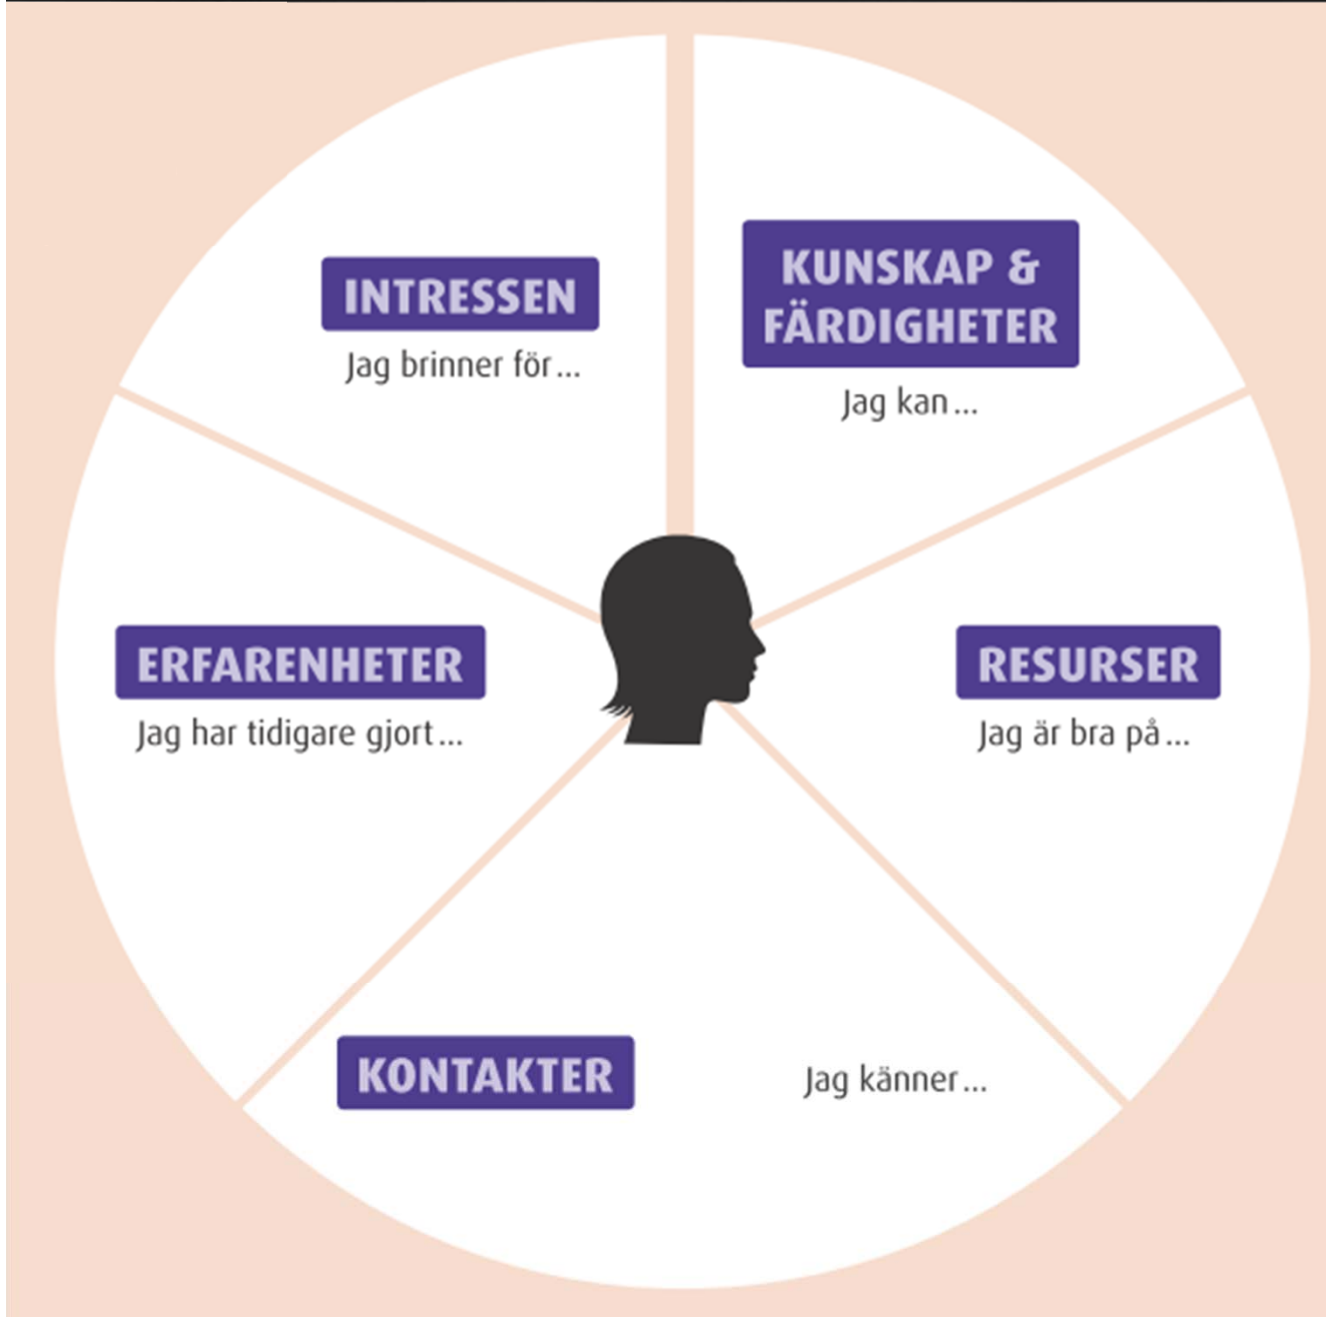 INTRESSEN
Jag brinner för...
KUNSKAP &
FÄRDIGHETER
Jag kan...
ERFARENHETER
Jag har tidigare gjort...
RESURSER
Jag är bra på...
KONTAKTER
Jag känner...